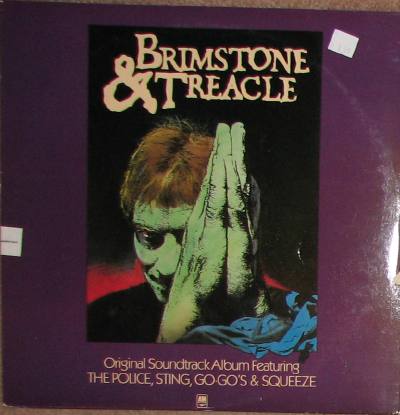 BRIMSTONE
& TREACLE
Original Soundtrack Album Featuring
THE POLICE, STING, GO-GO'S & SQUEEZE
A&M